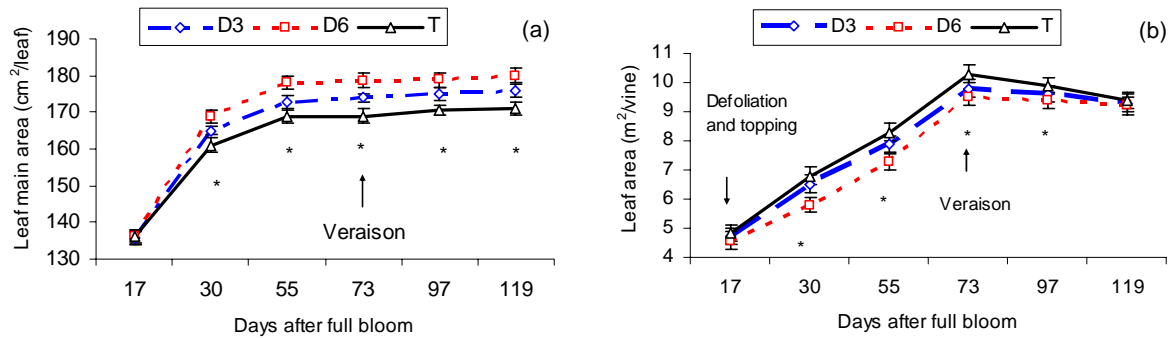 D3 D6 T
(a)
Leaf main area (cm²/leaf)
190
180
170
160
150
140
130
* * * * *
Veraison
17 30 55 73 97 119
Days after full bloom
D3 D6 T
(b)
Leaf area (m²/vine)
11
10
9
8
7
6
5
4
Defoliation
and topping
* * * *
Veraison
17 30 55 73 97 119
Days after full bloom